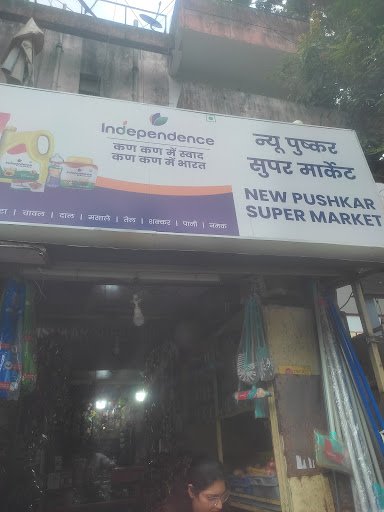 Independence
कण कण में स्वाद
कण कण में भारत
न्यू पुष्कर
सुपर मार्केट
NEW PUSHKAR
SUPER MARKET
| चावल | दाल | मसाले | तेल | शक्कर | पानी | नमक